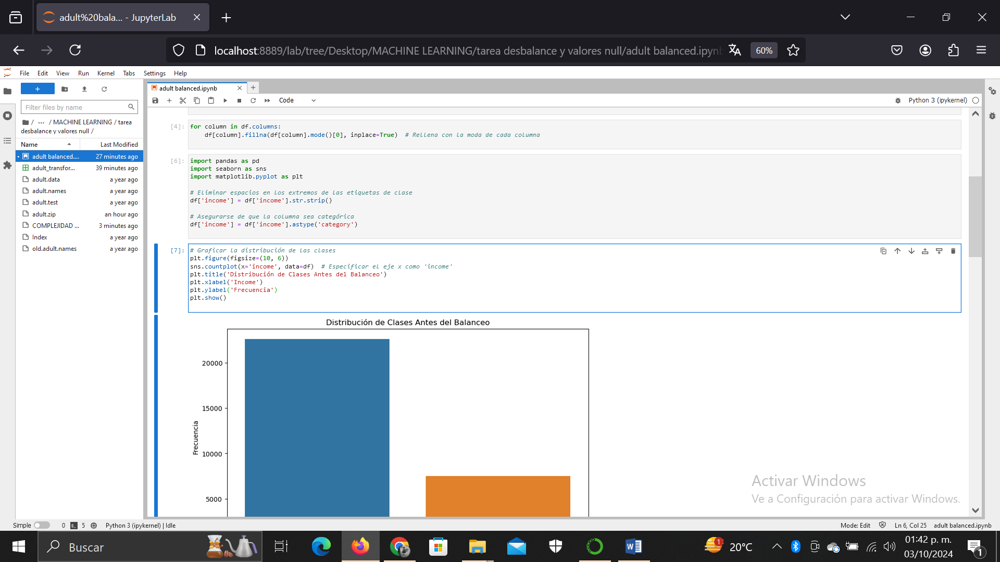 adult%20bala... - JupyterLab
localhost:8889/lab/tree/Desktop/MACHINE LEARNING/tarea desbalance y valores null/adult balanced.ipynb
60%
File Edit View Run Kernel Tabs Settings Help
Filter files by name
/ ... / MACHINE LEARNING / tarea
desbalance y valores null /
Name Last Modified
adult balanced.... 27 minutes ago
adult_transfor... 39 minutes ago
adult.data a year ago
adult.names a year ago
adult.test a year ago
adult.zip an hour ago
COMPLEJIDAD ... 3 minutes ago
Index a year ago
old.adult.names a year ago
adult balanced.ipynb
Code
Python 3 (ipykernel)
[4]:
for column in df.columns:
    df[column].fillna(df[column].mode()[0], inplace=True)  # Rellena con la moda de cada columna
[6]:
import pandas as pd
import seaborn as sns
import matplotlib.pyplot as plt
# Eliminar espacios en los extremos de las etiquetas de clase
df['income'] = df['income'].str.strip()
# Asegurarse de que la columna sea categórica
df['income'] = df['income'].astype('category')
[7]:
# Graficar la distribución de las clases
plt.figure(figsize=(10, 6))
sns.countplot(x='income', data=df)  # Especificar el eje x como 'income'
plt.title('Distribución de Clases Antes del Balanceo')
plt.xlabel('Income')
plt.ylabel('Frecuencia')
plt.show()
Distribución de Clases Antes del Balanceo
20000
15000
10000
5000
Frecuencia
Activar Windows
Ve a Configuración para activar Windows.
Simple 0 5 Python 3 (ipykernel) | Idle
Mode: Edit Ln 6, Col 25 adult balanced.ipynb
Buscar
1
20°C
01:42 p. m.
03/10/2024
1